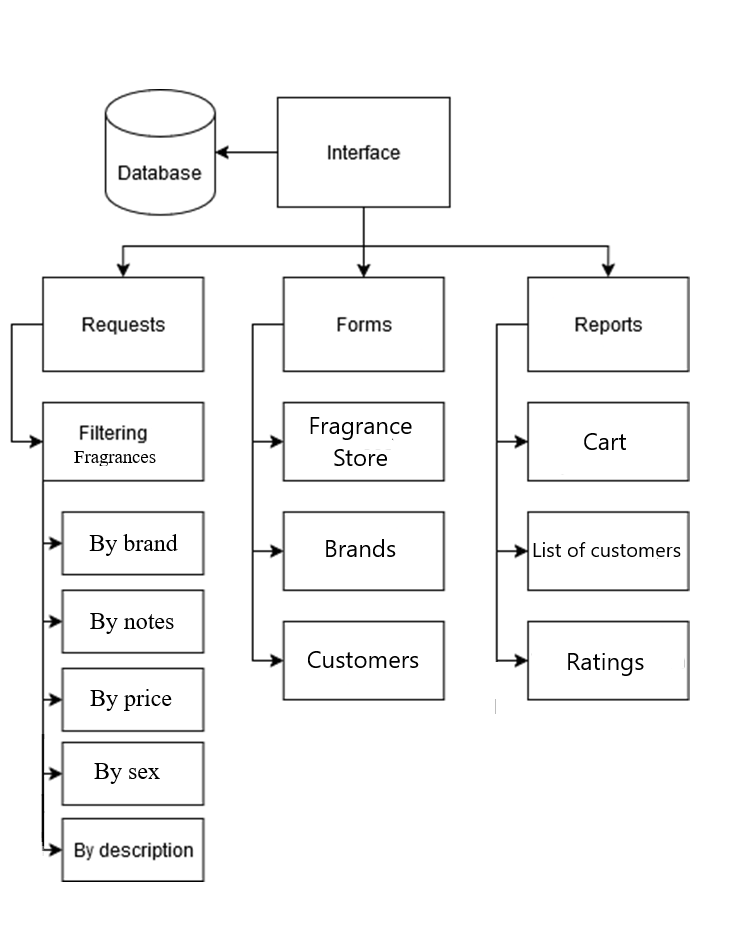 Database
Interface
Requests
Forms
Reports
Filtering
Fragrances
Fragrance
Store
Cart
By brand
Brands
List of customers
By notes
Customers
Ratings
By price
By sex
By description